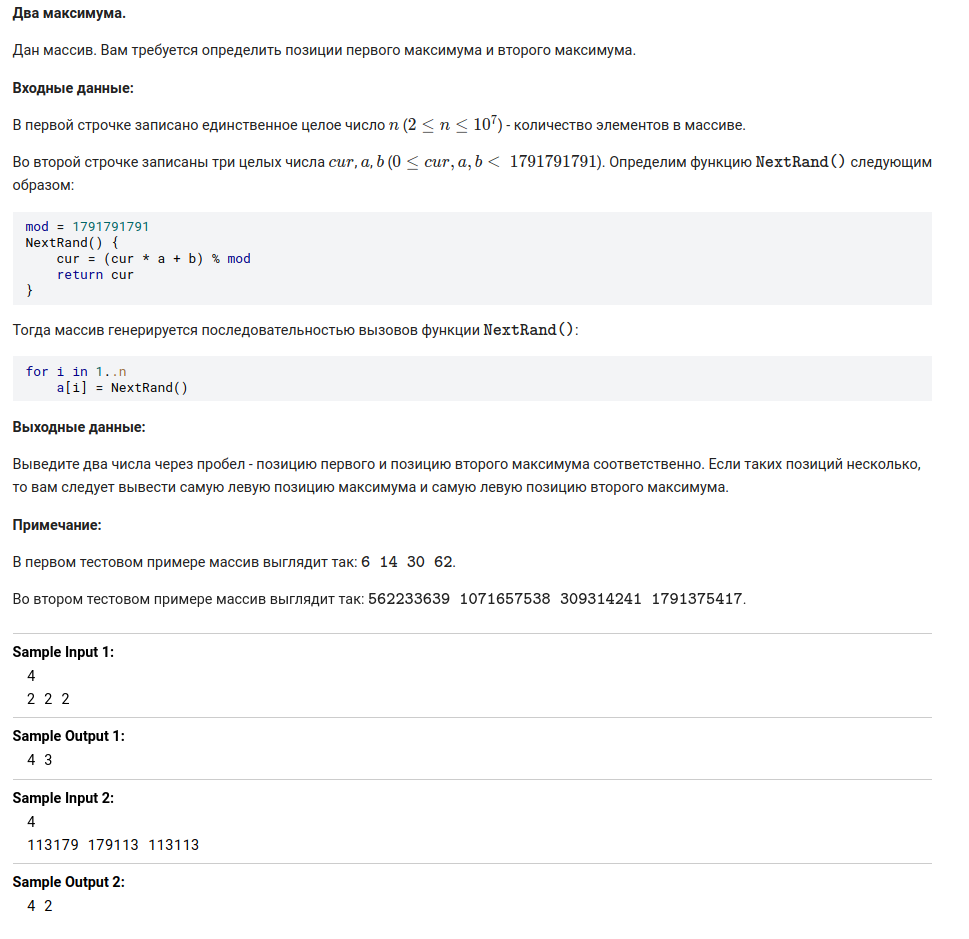 Два максимума.
Дан массив. Вам требуется определить позиции первого максимума и второго максимума.
Входные данные:
В первой строчке записано единственное целое число n (2 ≤ n ≤ 10⁷) - количество элементов в массиве.
Во второй строчке записаны три целых числа cur, a, b (0 ≤ cur, a, b < 1791791791). Определим функцию NextRand() следующим
образом:
mod = 1791791791
NextRand() {
    cur = (cur * a + b) % mod
    return cur
}
Тогда массив генерируется последовательностью вызовов функции NextRand():
for i in 1..n
    a[i] = NextRand()
Выходные данные:
Выведите два числа через пробел - позицию первого и позицию второго максимума соответственно. Если таких позиций несколько,
то вам следует вывести самую левую позицию максимума и самую левую позицию второго максимума.
Примечание:
В первом тестовом примере массив выглядит так: 6 14 30 62.
Во втором тестовом примере массив выглядит так: 562233639 1071657538 309314241 1791375417.
Sample Input 1:
4
2 2 2
Sample Output 1:
4 3
Sample Input 2:
4
113179 179113 113113
Sample Output 2:
4 2